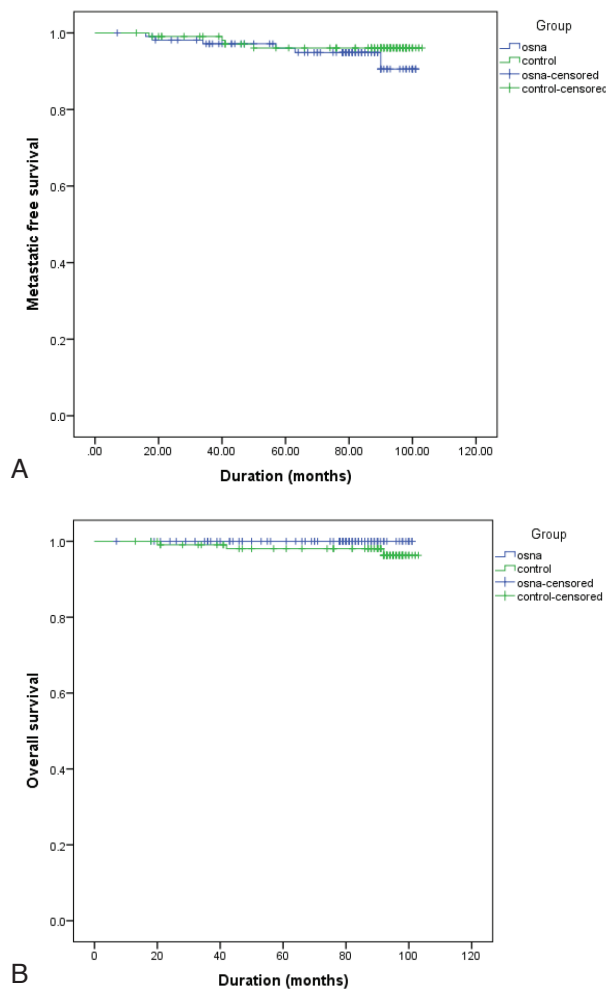 Group
osna
control
osna-censored
control-censored
1.0
0.8
0.6
0.4
0.2
0.0
Metastatic free survival
.00 20.00 40.00 60.00 80.00 100.00 120.00
Duration (months)
A
Group
osna
control
osna-censored
control-censored
1.0
0.8
0.6
0.4
0.2
0.0
Overall survival
0 20 40 60 80 100 120
Duration (months)
B